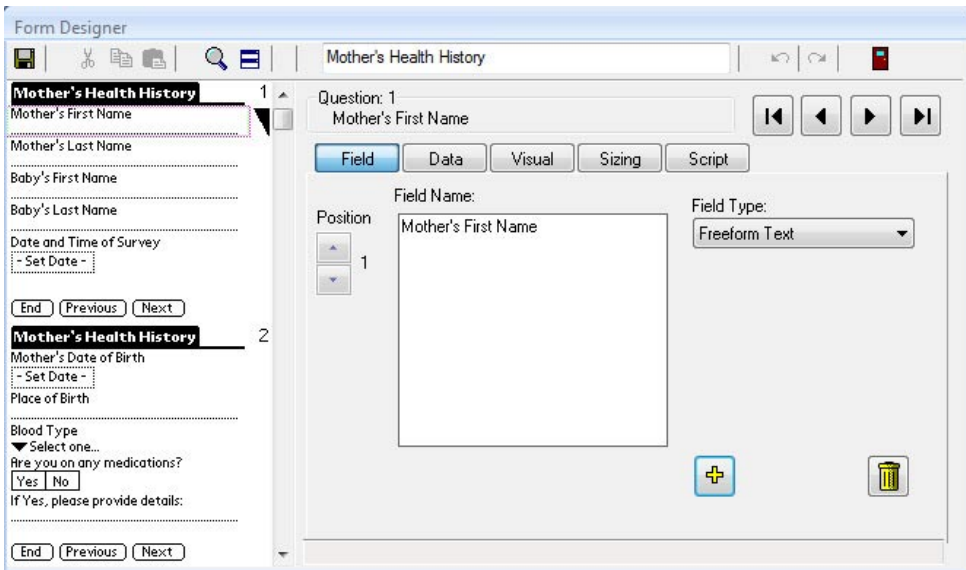 Form Designer
Mother's Health History
Mother's Health History 1
Mother's First Name
Mother's Last Name
Baby's First Name
Baby's Last Name
Date and Time of Survey
- Set Date -
End Previous Next
Mother's Health History 2
Mother's Date of Birth
- Set Date -
Place of Birth
Blood Type
Select one...
Are you on any medications?
Yes No
If Yes, please provide details:
End Previous Next
Question: 1
Mother's First Name
Field Data Visual Sizing Script
Position
1
Field Name:
Mother's First Name
Field Type:
Freeform Text